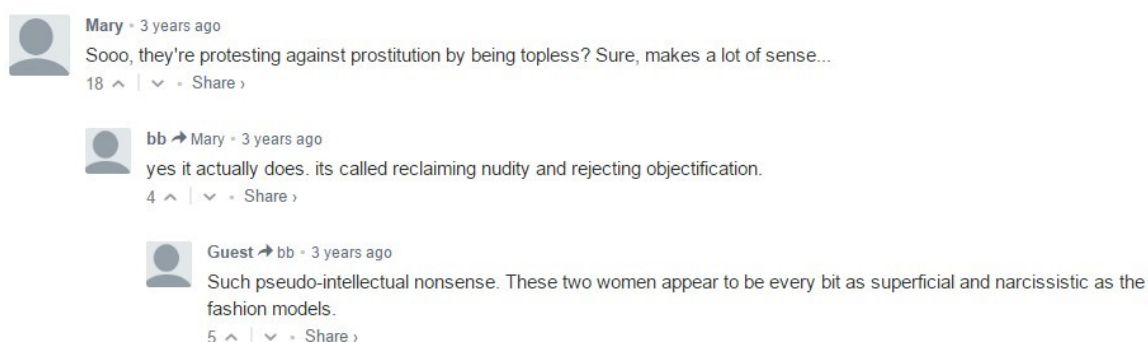 Mary • 3 years ago
Sooo, they're protesting against prostitution by being topless? Sure, makes a lot of sense...
18 • Share ›
bb → Mary • 3 years ago
yes it actually does. its called reclaiming nudity and rejecting objectification.
4 • Share ›
Guest → bb • 3 years ago
Such pseudo-intellectual nonsense. These two women appear to be every bit as superficial and narcissistic as the
fashion models.
5 • Share ›